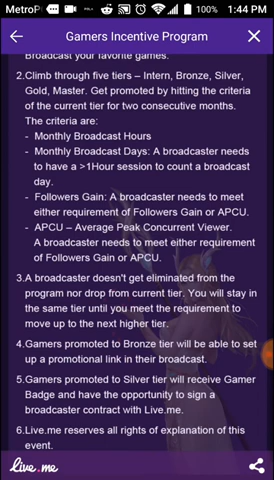 MetroP
100%
1:44 PM
Gamers Incentive Program
Broadcast your favorite games.
2.Climb through five tiers – Intern, Bronze, Silver,
Gold, Master. Get promoted by hitting the criteria
of the current tier for two consecutive months.
The criteria are:
- Monthly Broadcast Hours
- Monthly Broadcast Days: A broadcaster needs
to have a >1Hour session to count a broadcast
day.
- Followers Gain: A broadcaster needs to meet
either requirement of Followers Gain or APCU.
- APCU – Average Peak Concurrent Viewer.
A broadcaster needs to meet either requirement
of Followers Gain or APCU.
3.A broadcaster doesn't get eliminated from the
program nor drop from current tier. You will stay in
the same tier until you meet the requirement to
move up to the next higher tier.
4.Gamers promoted to Bronze tier will be able to set
up a promotional link in their broadcast.
5.Gamers promoted to Silver tier will receive Gamer
Badge and have the opportunity to sign a
broadcaster contract with Live.me.
6.Live.me reserves all rights of explanation of this
event.
live.me